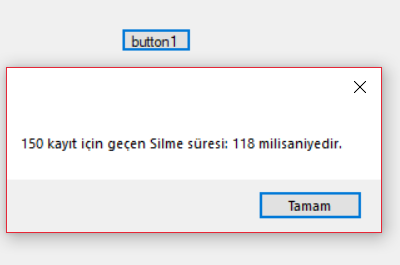 button1
150 kayıt için geçen Silme süresi: 118 milisaniyedir.
Tamam